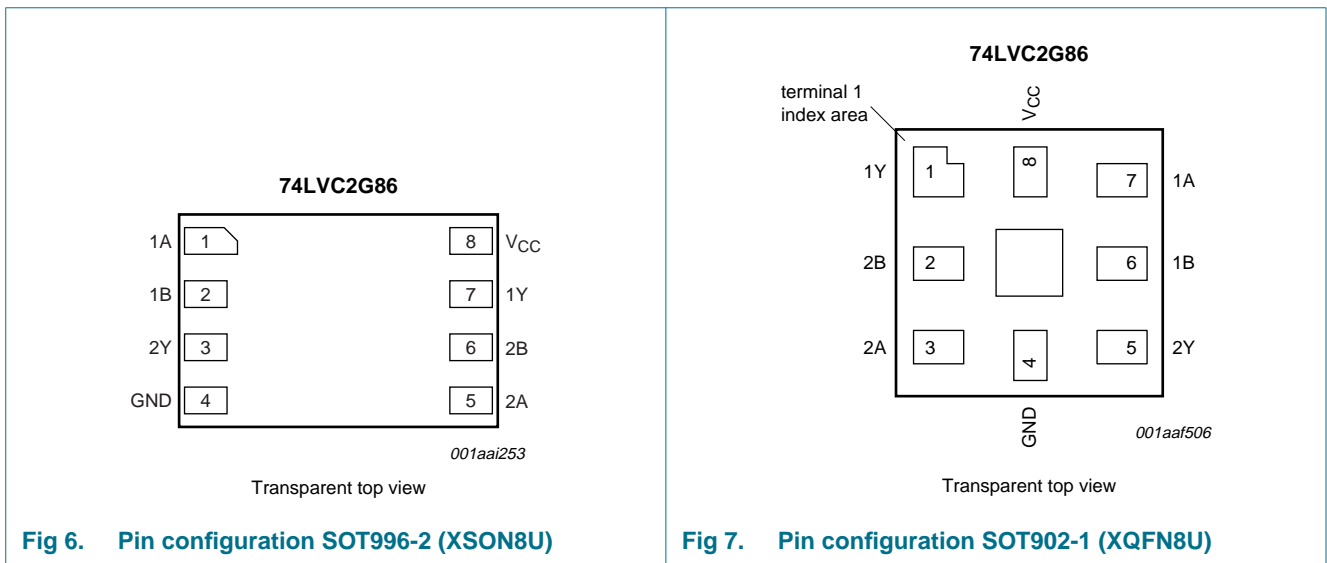 74LVC2G86
1A 1 8 VCC
1B 2 7 1Y
2Y 3 6 2B
GND 4 5 2A
001aai253
Transparent top view
Fig 6. Pin configuration SOT996-2 (XSON8U)
74LVC2G86
terminal 1
index area
VCC
1Y 1 8 7 1A
2B 2 6 1B
2A 3 4 5 2Y
GND
001aaf506
Transparent top view
Fig 7. Pin configuration SOT902-1 (XQFN8U)